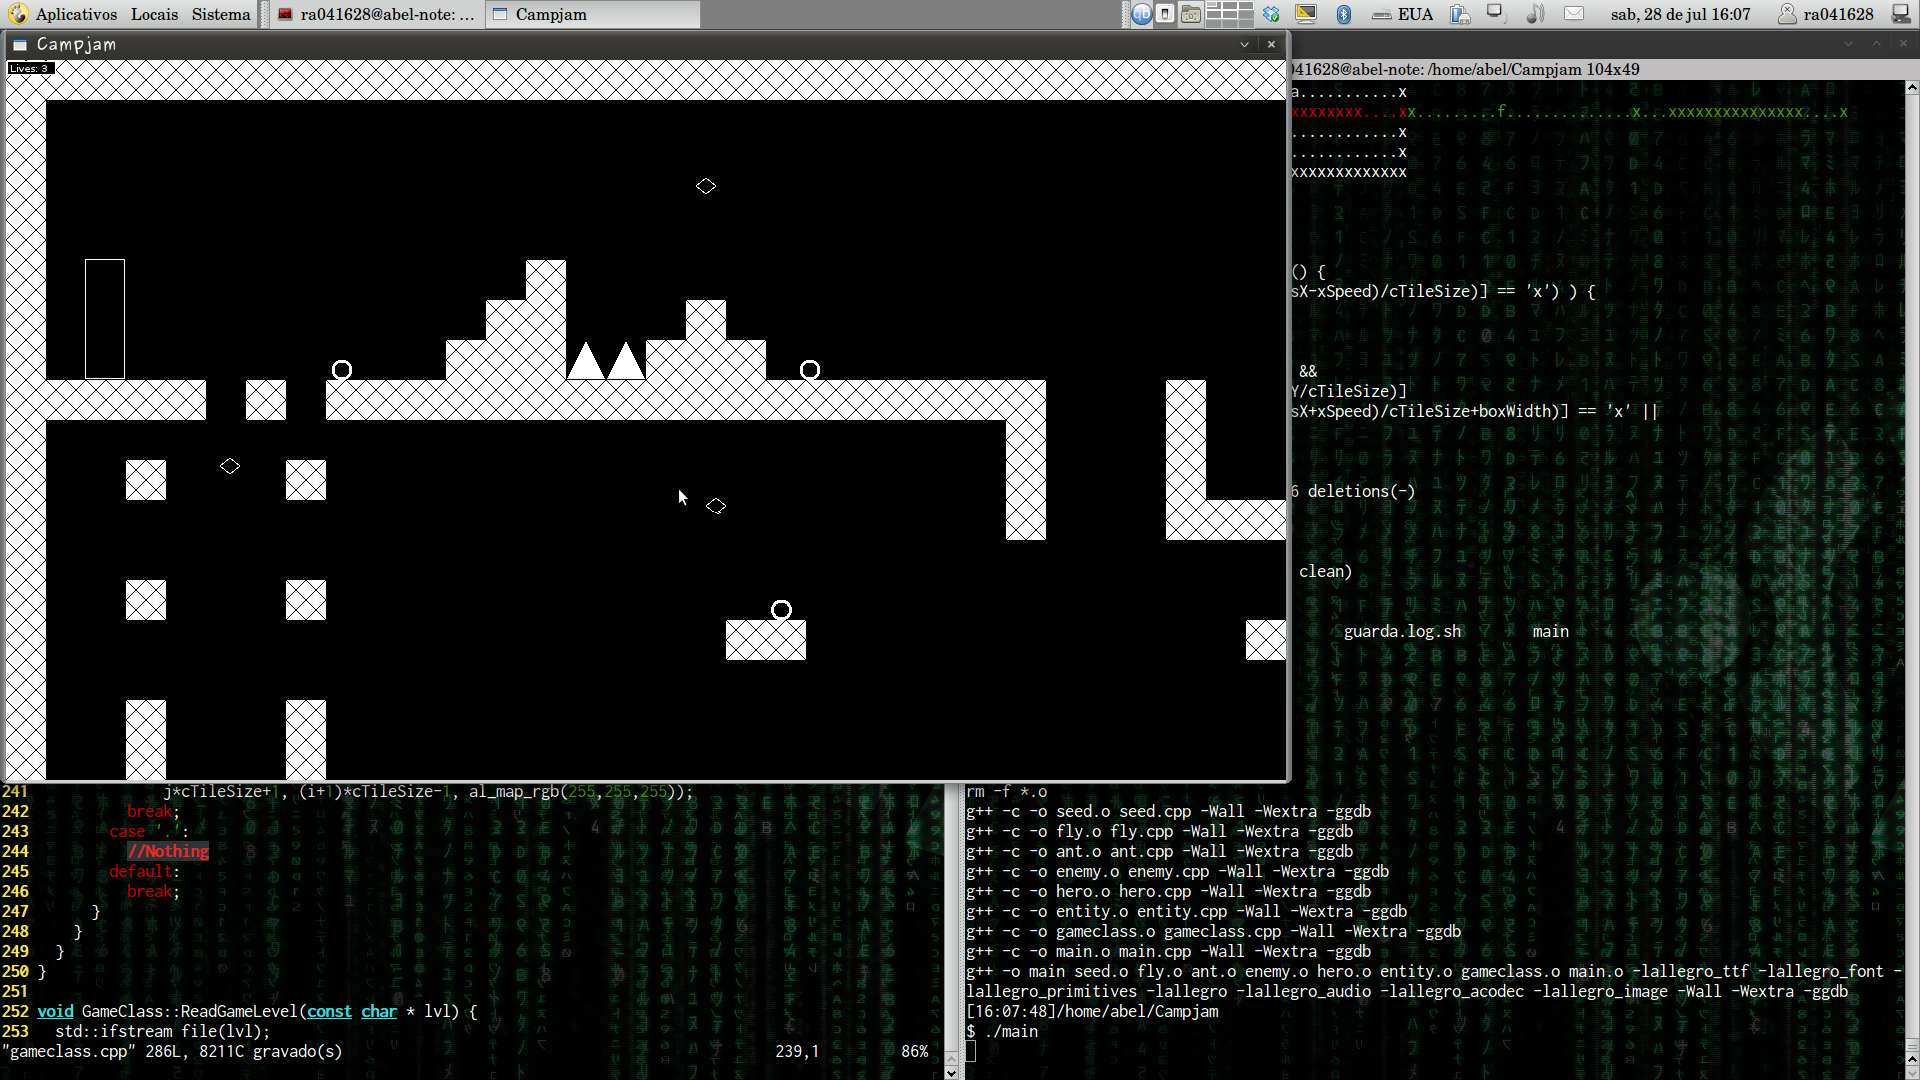 Aplicativos Locais Sistema ra041628@abel-note: ... Campjam EUA sab, 28 de jul 16:07 ra041628
Campjam
Lives: 3
041628@abel-note: /home/abel/Campjam 104x49
a...........x
xxxxxxxx....xx.........f..............x...xxxxxxxxxxxxxxx....x
............x
............x
xxxxxxxxxxxxx
() {
sX-xSpeed)/cTileSize)] == 'x') ) {
&&
Y/cTileSize)]
sX+xSpeed)/cTileSize+boxWidth)] == 'x' ||
6 deletions(-)
clean)
guarda.log.sh main
241 j*cTileSize+1, (i+1)*cTileSize-1, al_map_rgb(255,255,255));
242 break;
243 case '.':
244 //Nothing
245 default:
246 break;
247 }
248 }
249 }
250 }
251
252 void GameClass::ReadGameLevel(const char * lvl) {
253 std::ifstream file(lvl);
"gameclass.cpp" 286L, 8211C gravado(s) 239,1 86%
rm -f *.o
g++ -c -o seed.o seed.cpp -Wall -Wextra -ggdb
g++ -c -o fly.o fly.cpp -Wall -Wextra -ggdb
g++ -c -o ant.o ant.cpp -Wall -Wextra -ggdb
g++ -c -o enemy.o enemy.cpp -Wall -Wextra -ggdb
g++ -c -o hero.o hero.cpp -Wall -Wextra -ggdb
g++ -c -o entity.o entity.cpp -Wall -Wextra -ggdb
g++ -c -o gameclass.o gameclass.cpp -Wall -Wextra -ggdb
g++ -c -o main.o main.cpp -Wall -Wextra -ggdb
g++ -o main seed.o fly.o ant.o enemy.o hero.o entity.o gameclass.o main.o -lallegro_ttf -lallegro_font -
lallegro_primitives -lallegro -lallegro_audio -lallegro_acodec -lallegro_image -Wall -Wextra -ggdb
[16:07:48]/home/abel/Campjam
$ ./main